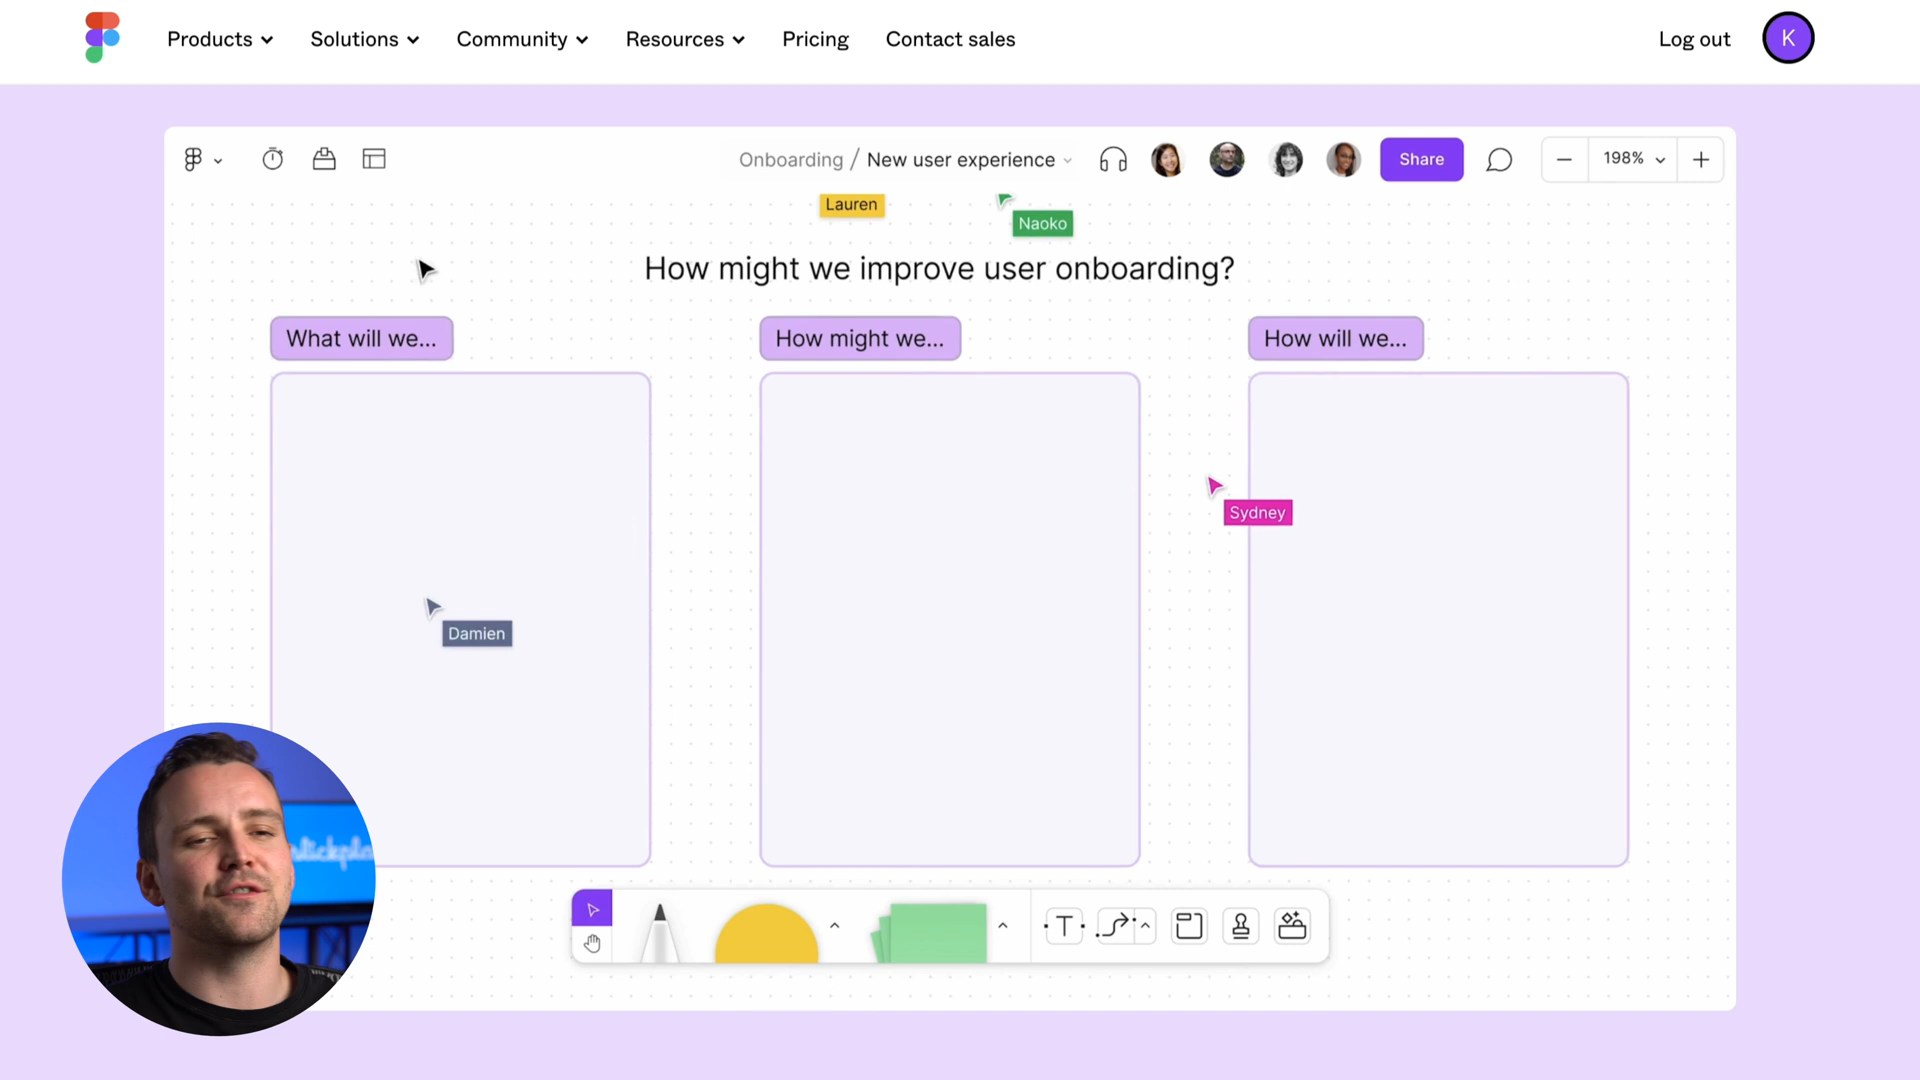 Products Solutions Community Resources Pricing Contact sales Log out K
Onboarding / New user experience Share 198%
Lauren
Naoko
How might we improve user onboarding?
What will we... How might we... How will we...
Sydney
Damien
T